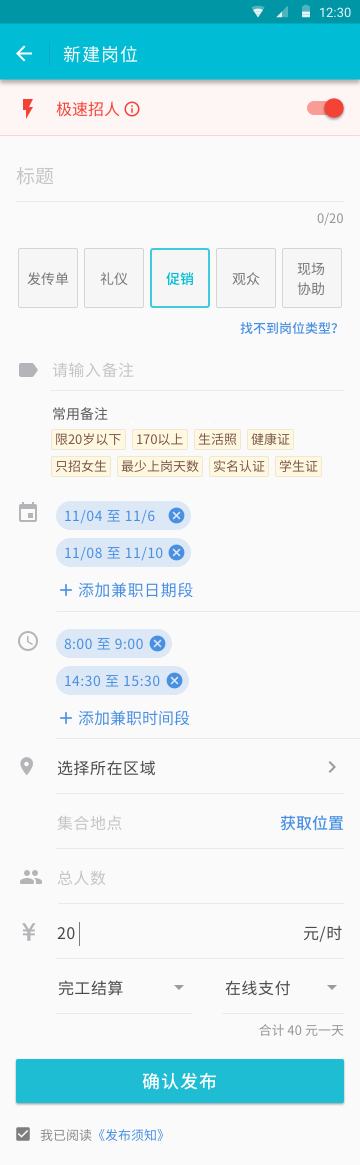 12:30
新建岗位
极速招人
标题
0/20
发传单 礼仪 促销 观众 现场
协助
找不到岗位类型?
请输入备注
常用备注
限20岁以下 170以上 生活照 健康证
只招女生 最少上岗天数 实名认证 学生证
11/04 至 11/6
11/08 至 11/10
+ 添加兼职日期段
8:00 至 9:00
14:30 至 15:30
+ 添加兼职时间段
选择所在区域
集合地点 获取位置
总人数
¥ 20 元/时
完工结算 在线支付
合计 40 元一天
确认发布
我已阅读《发布须知》